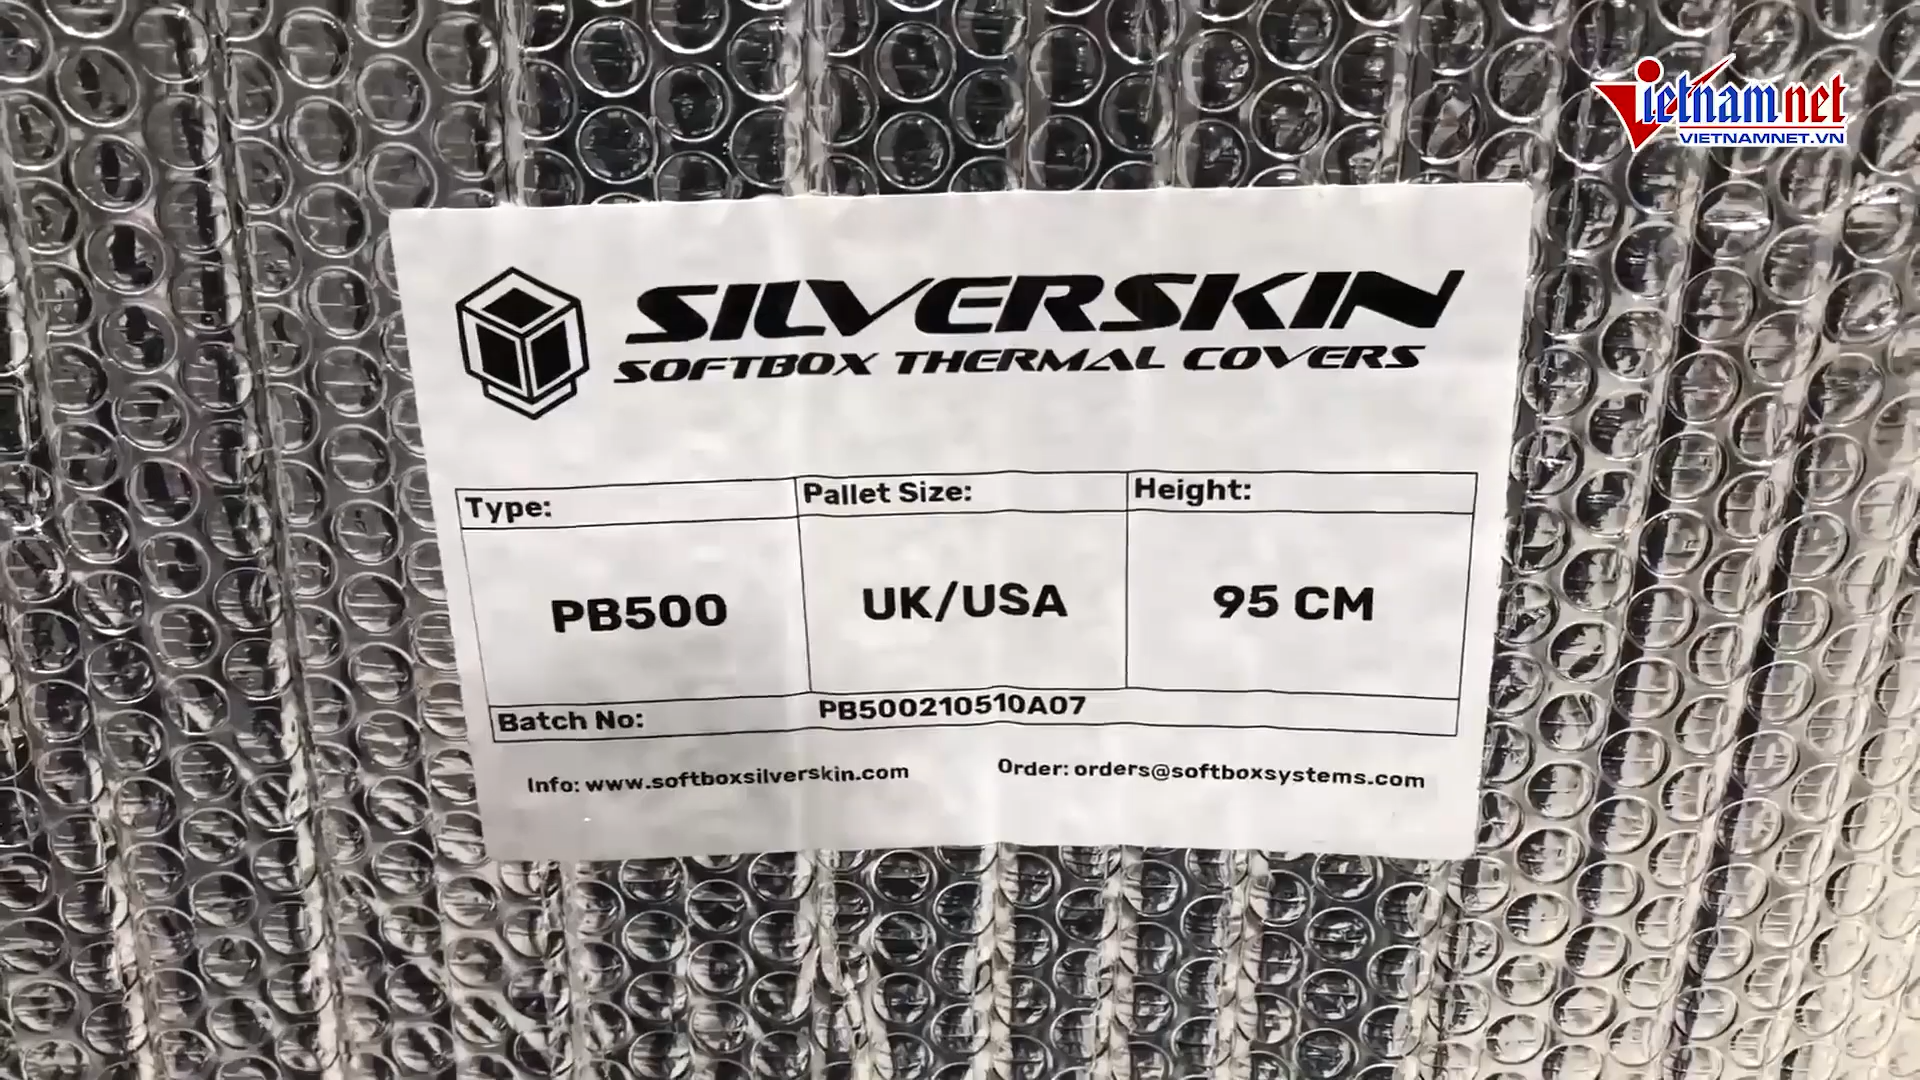 Vietnamnet
VIETNAMNET.VN
SILVERSKIN
SOFTBOX THERMAL COVERS
Type: Pallet Size: Height:
PB500 UK/USA 95 CM
Batch No: PB500210510A07
Info: www.softboxsilverskin.com Order: orders@softboxsystems.com